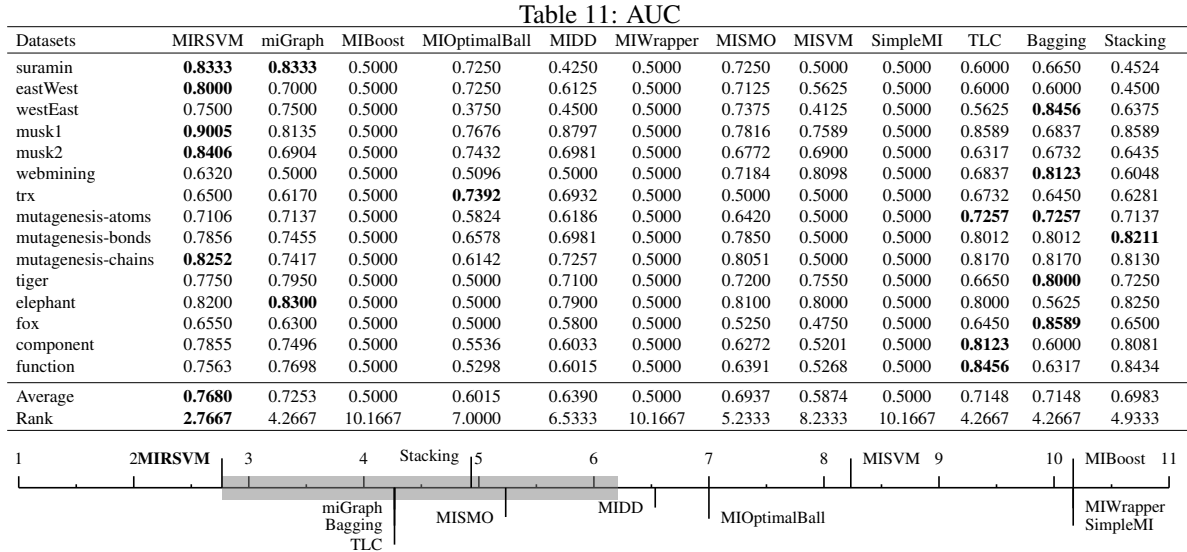 Table 11: AUC
Datasets MIRSVM miGraph MIBoost MIOptimalBall MIDD MIWrapper MISMO MISVM SimpleMI TLC Bagging Stacking
suramin 0.8333 0.8333 0.5000 0.7250 0.4250 0.5000 0.7250 0.5000 0.5000 0.6000 0.6650 0.4524
eastWest 0.8000 0.7000 0.5000 0.7250 0.6125 0.5000 0.7125 0.5625 0.5000 0.6000 0.6000 0.4500
westEast 0.7500 0.7500 0.5000 0.3750 0.4500 0.5000 0.7375 0.4125 0.5000 0.5625 0.8456 0.6375
musk1 0.9005 0.8135 0.5000 0.7676 0.8797 0.5000 0.7816 0.7589 0.5000 0.8589 0.6837 0.8589
musk2 0.8406 0.6904 0.5000 0.7432 0.6981 0.5000 0.6772 0.6900 0.5000 0.6317 0.6732 0.6435
webmining 0.6320 0.5000 0.5000 0.5096 0.5000 0.5000 0.7184 0.8098 0.5000 0.6837 0.8123 0.6048
trx 0.6500 0.6170 0.5000 0.7392 0.6932 0.5000 0.5000 0.5000 0.5000 0.6732 0.6450 0.6281
mutagenesis-atoms 0.7106 0.7137 0.5000 0.5824 0.6186 0.5000 0.6420 0.5000 0.5000 0.7257 0.7257 0.7137
mutagenesis-bonds 0.7856 0.7455 0.5000 0.6578 0.6981 0.5000 0.7850 0.5000 0.5000 0.8012 0.8012 0.8211
mutagenesis-chains 0.8252 0.7417 0.5000 0.6142 0.7257 0.5000 0.8051 0.5000 0.5000 0.8170 0.8170 0.8130
tiger 0.7750 0.7950 0.5000 0.5000 0.7100 0.5000 0.7200 0.7550 0.5000 0.6650 0.8000 0.7250
elephant 0.8200 0.8300 0.5000 0.5000 0.7900 0.5000 0.8100 0.8000 0.5000 0.8000 0.5625 0.8250
fox 0.6550 0.6300 0.5000 0.5000 0.5800 0.5000 0.5250 0.4750 0.5000 0.6450 0.8589 0.6500
component 0.7855 0.7496 0.5000 0.5536 0.6033 0.5000 0.6272 0.5201 0.5000 0.8123 0.6000 0.8081
function 0.7563 0.7698 0.5000 0.5298 0.6015 0.5000 0.6391 0.5268 0.5000 0.8456 0.6317 0.8434
Average 0.7680 0.7253 0.5000 0.6015 0.6390 0.5000 0.6937 0.5874 0.5000 0.7148 0.7148 0.6983
Rank 2.7667 4.2667 10.1667 7.0000 6.5333 10.1667 5.2333 8.2333 10.1667 4.2667 4.2667 4.9333
1 2 MIRSVM 3 4 Stacking 5 6 7 8 MISVM 9 10 MIBoost 11
miGraph MISMO MIDD MIOptimalBall MIWrapper
Bagging SimpleMI
TLC